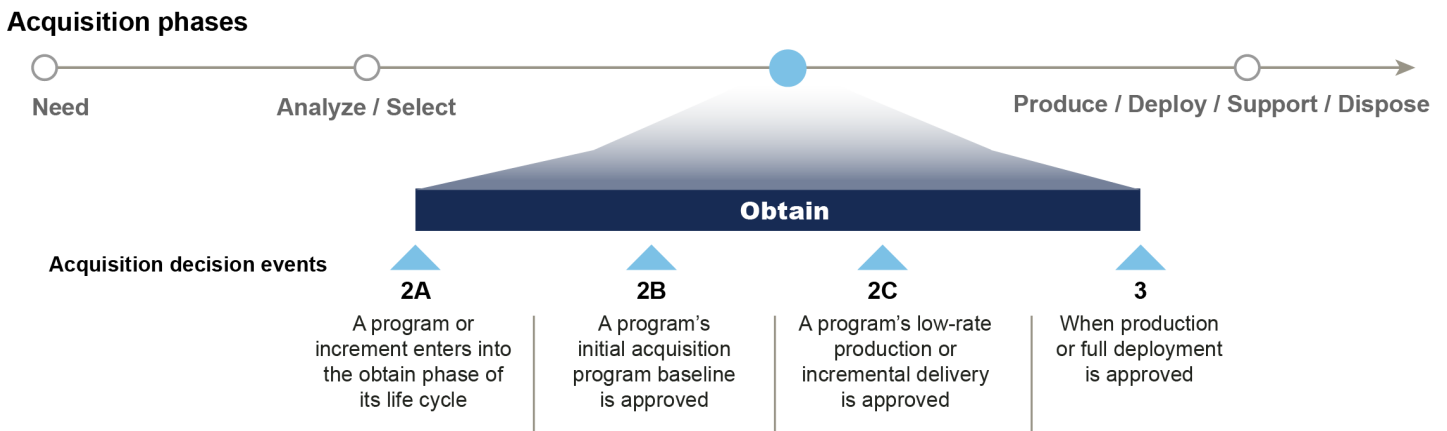 Acquisition phases
Need
Analyze / Select
Produce / Deploy / Support / Dispose
Obtain
Acquisition decision events
2A
A program or
increment enters into
the obtain phase of
its life cycle
2B
A program’s
initial acquisition
program baseline
is approved
2C
A program’s low-rate
production or
incremental delivery
is approved
3
When production
or full deployment
is approved